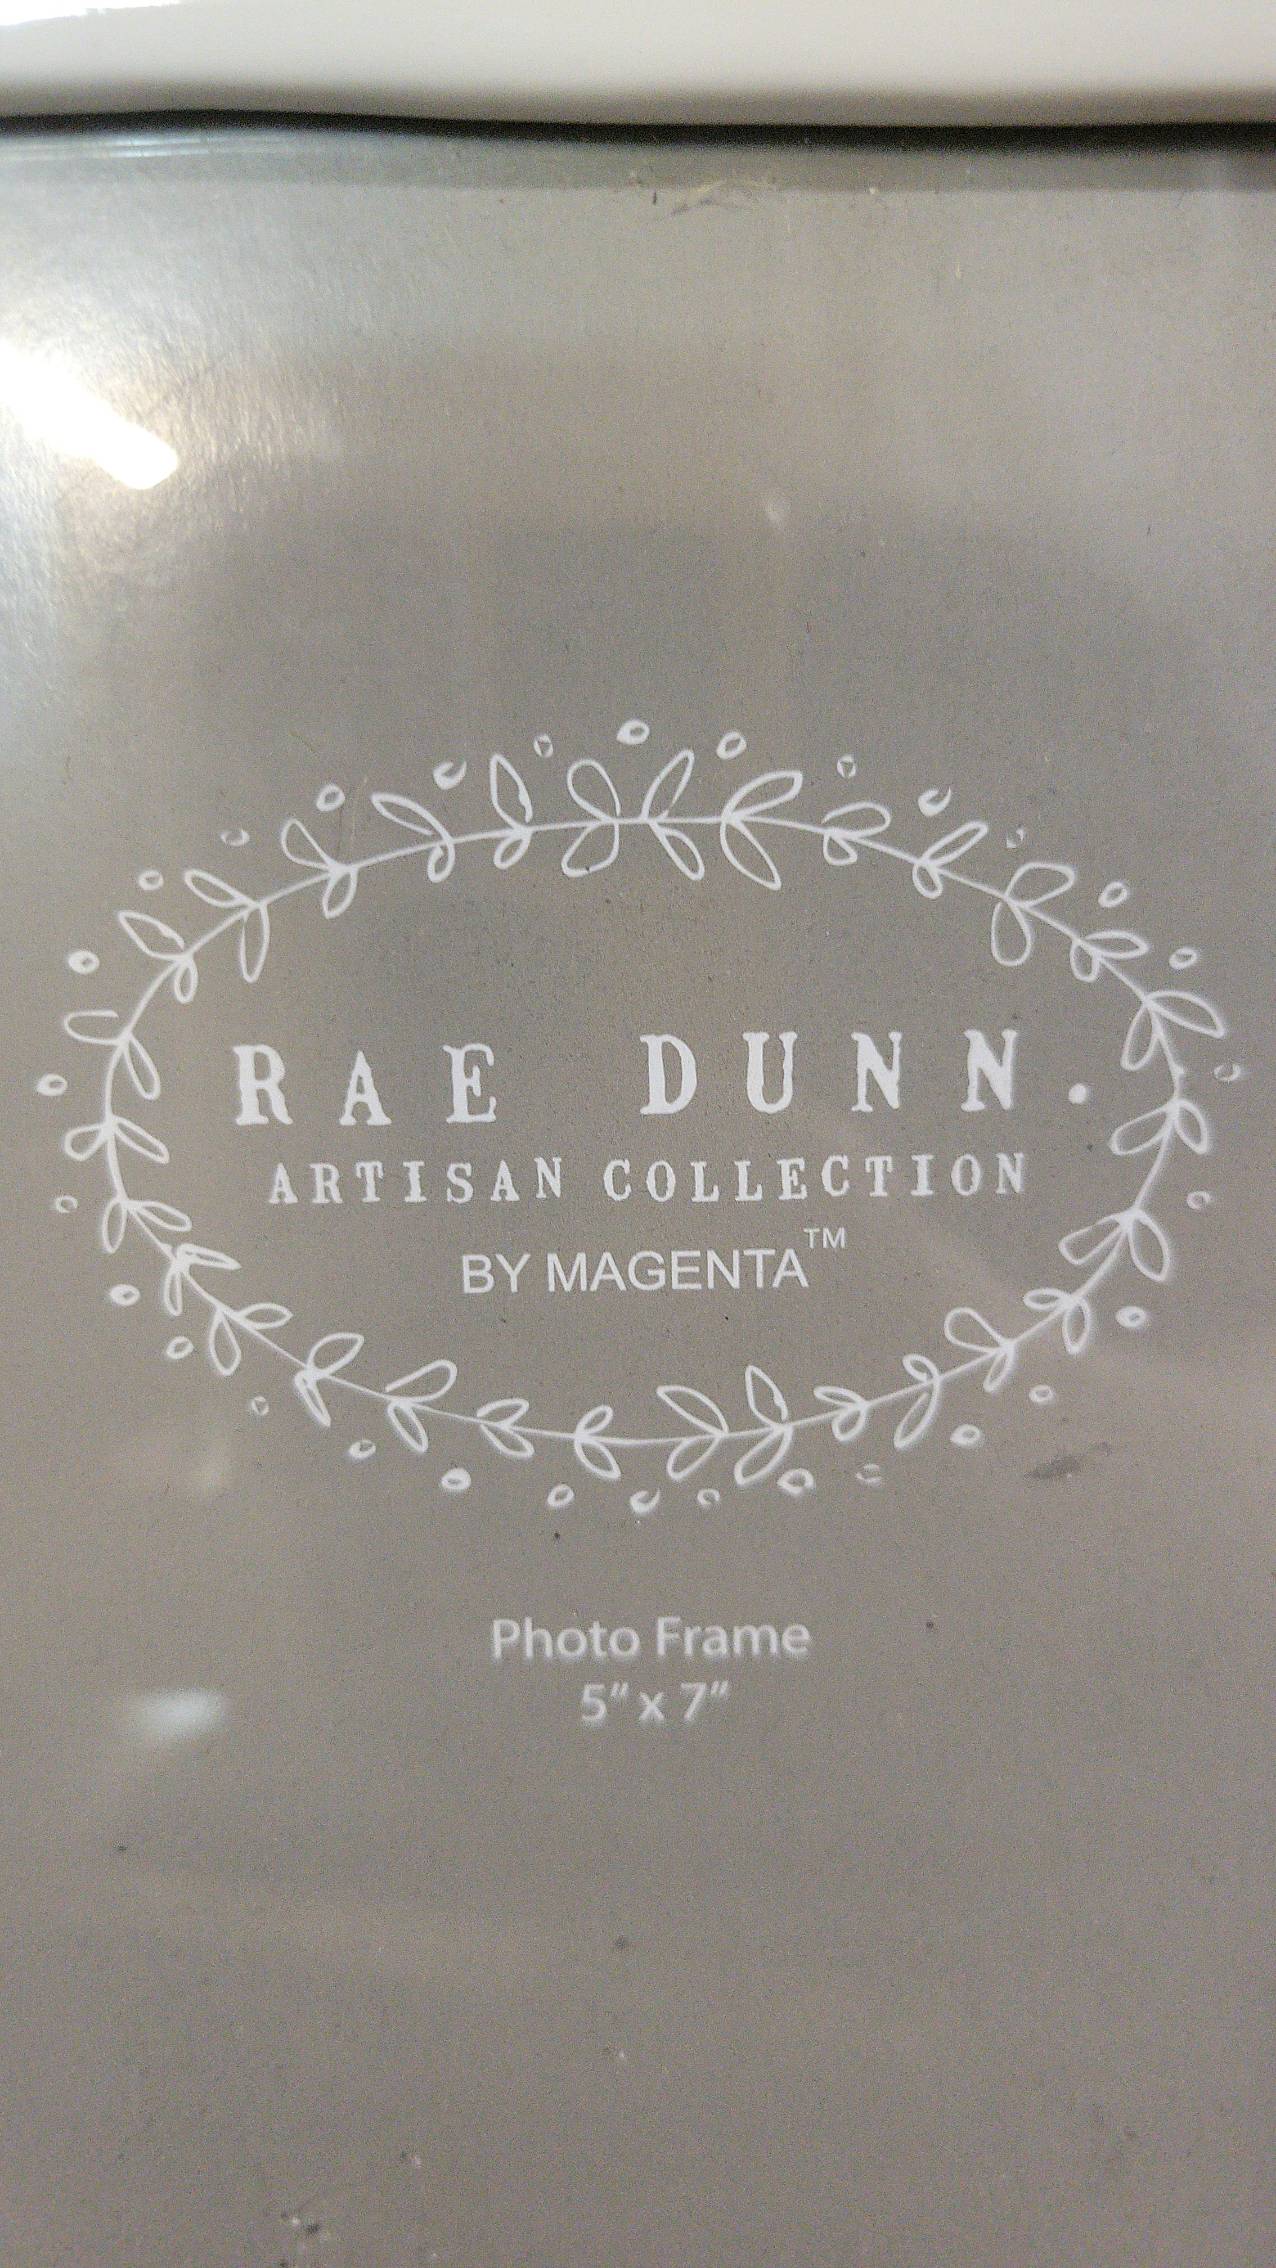 RAE DUNN.
ARTISAN COLLECTION
BY MAGENTA™
Photo Frame
5" x 7"